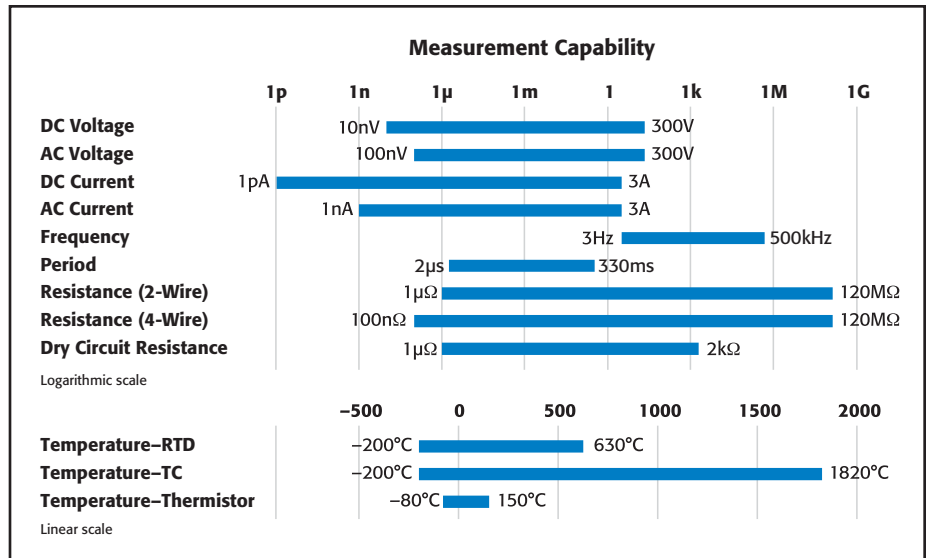 Measurement Capability
1p 1n 1µ 1m 1 1k 1M 1G
DC Voltage 10nV 300V
AC Voltage 100nV 300V
DC Current 1pA 3A
AC Current 1nA 3A
Frequency 3Hz 500kHz
Period 2µs 330ms
Resistance (2-Wire) 1µΩ 120MΩ
Resistance (4-Wire) 100nΩ 120MΩ
Dry Circuit Resistance 1µΩ 2kΩ
Logarithmic scale
–500 0 500 1000 1500 2000
Temperature–RTD –200°C 630°C
Temperature–TC –200°C 1820°C
Temperature–Thermistor –80°C 150°C
Linear scale